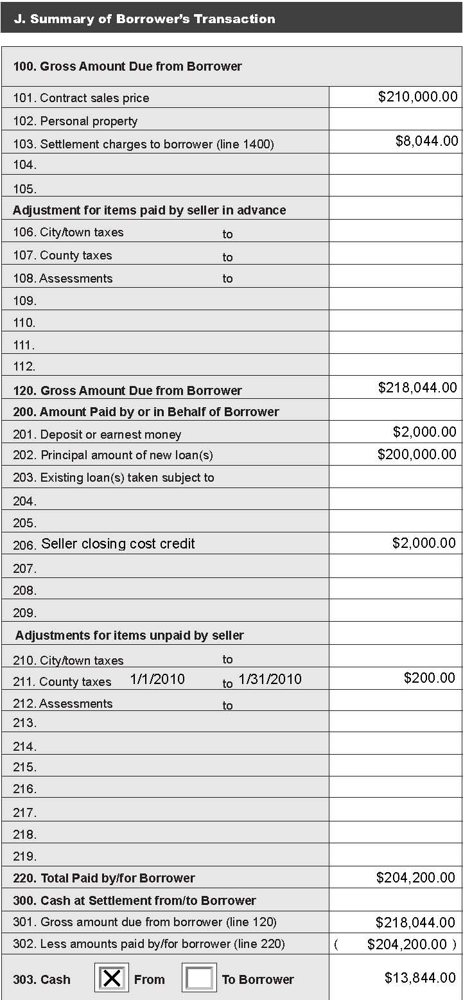 J. Summary of Borrower's Transaction
100. Gross Amount Due from Borrower
101. Contract sales price $210,000.00
102. Personal property
103. Settlement charges to borrower (line 1400) $8,044.00
104.
105.
Adjustment for items paid by seller in advance
106. City/town taxes to
107. County taxes to
108. Assessments to
109.
110.
111.
112.
120. Gross Amount Due from Borrower $218,044.00
200. Amount Paid by or in Behalf of Borrower
201. Deposit or earnest money $2,000.00
202. Principal amount of new loan(s) $200,000.00
203. Existing loan(s) taken subject to
204.
205.
206. Seller closing cost credit $2,000.00
207.
208.
209.
Adjustments for items unpaid by seller
210. City/town taxes to
211. County taxes 1/1/2010 to 1/31/2010 $200.00
212. Assessments to
213.
214.
215.
216.
217.
218.
219.
220. Total Paid by/for Borrower $204,200.00
300. Cash at Settlement from/to Borrower
301. Gross amount due from borrower (line 120) $218,044.00
302. Less amounts paid by/for borrower (line 220) ( $204,200.00 )
303. Cash X From To Borrower $13,844.00